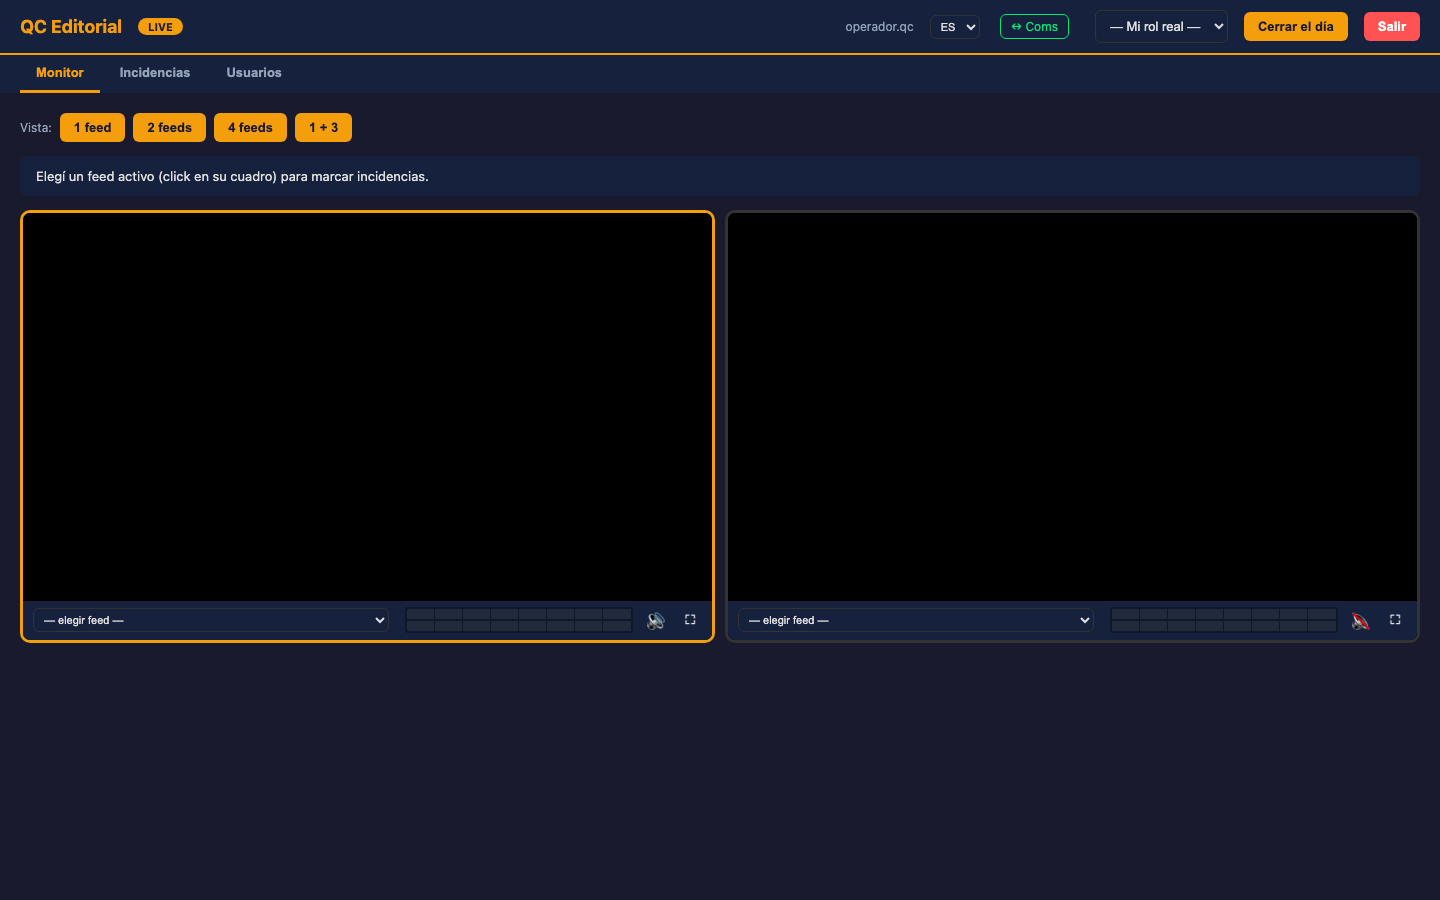 QC Editorial LIVE operador.qc ES ↔ Coms — Mi rol real — Cerrar el día Salir
Monitor Incidencias Usuarios
Vista: 1 feed 2 feeds 4 feeds 1 + 3
Elegí un feed activo (click en su cuadro) para marcar incidencias.
— elegir feed — — elegir feed —